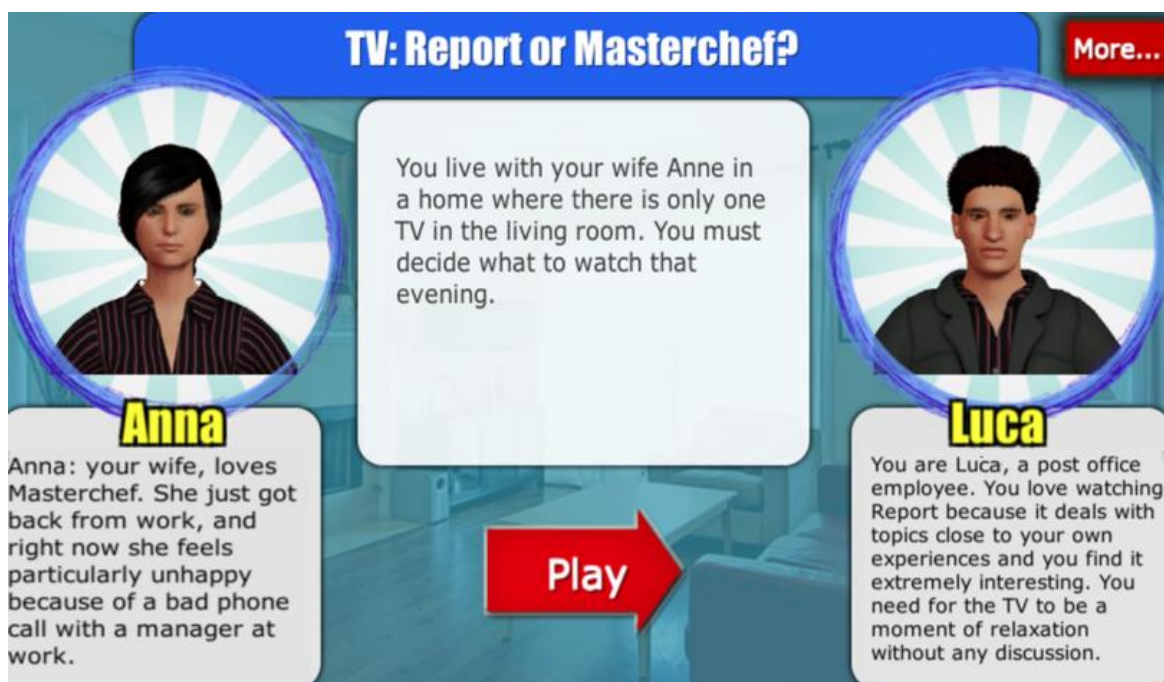 TV: Report or Masterchef?
More...
You live with your wife Anne in
a home where there is only one
TV in the living room. You must
decide what to watch that
evening.
Anna
Anna: your wife, loves
Masterchef. She just got
back from work, and
right now she feels
particularly unhappy
because of a bad phone
call with a manager at
work.
Play
Luca
You are Luca, a post office
employee. You love watching
Report because it deals with
topics close to your own
experiences and you find it
extremely interesting. You
need for the TV to be a
moment of relaxation
without any discussion.